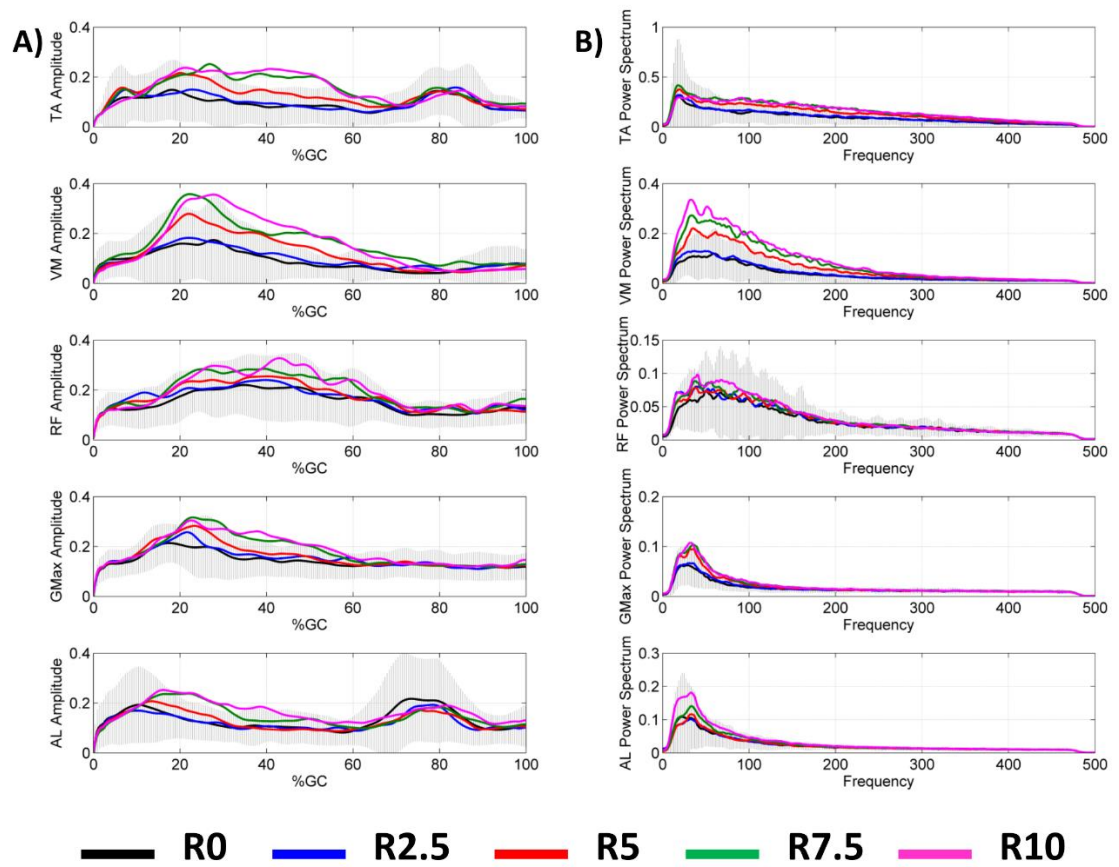 A)
TA Amplitude
0.4
0.2
0
0 20 40 60 80 100
%GC
VM Amplitude
0.4
0.2
0
0 20 40 60 80 100
%GC
RF Amplitude
0.4
0.2
0
0 20 40 60 80 100
%GC
GMax Amplitude
0.4
0.2
0
0 20 40 60 80 100
%GC
AL Amplitude
0.4
0.2
0
0 20 40 60 80 100
%GC
B)
TA Power Spectrum
1
0.5
0
0 100 200 300 400 500
Frequency
VM Power Spectrum
0.4
0.2
0
0 100 200 300 400 500
Frequency
RF Power Spectrum
0.15
0.1
0.05
0
0 100 200 300 400 500
Frequency
GMax Power Spectrum
0.2
0.1
0
0 100 200 300 400 500
Frequency
AL Power Spectrum
0.3
0.2
0.1
0
0 100 200 300 400 500
Frequency
R0 R2.5 R5 R7.5 R10